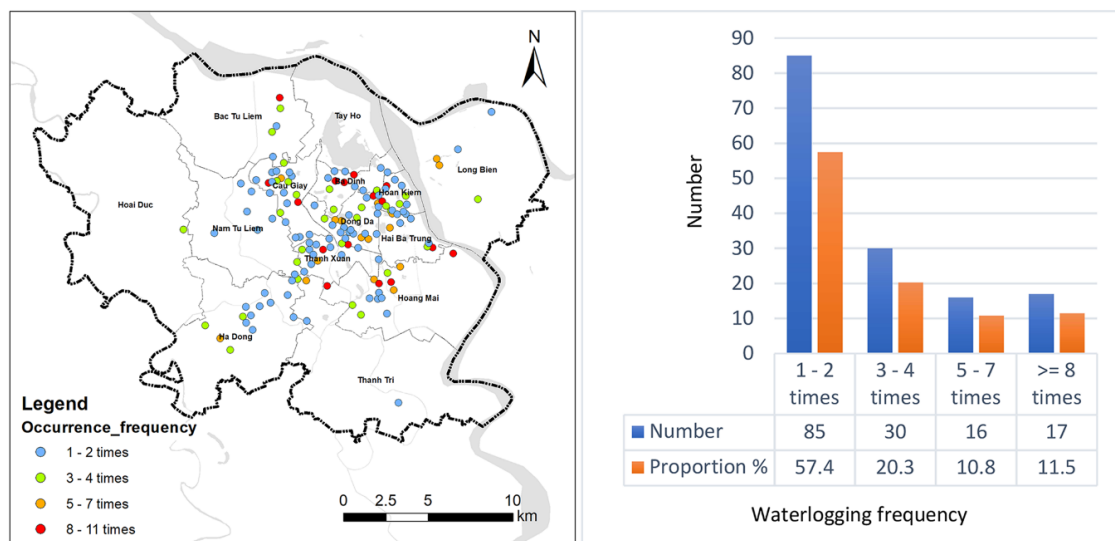 N
Bac Tu Liem
Tay Ho
Long Bien
Cau Giay
Ba Dinh
Hoan Kiem
Hoai Duc
Dong Da
Nam Tu Liem
Hai Ba Trung
Thanh Xuan
Hoang Mai
Ha Dong
Thanh Tri
Legend
Occurrence_frequency
1 - 2 times
3 - 4 times
5 - 7 times
8 - 11 times
0 2.5 5 10
km
Number
90
80
70
60
50
40
30
20
10
0
1 - 2 times
3 - 4 times
5 - 7 times
>= 8 times
Number 85 30 16 17
Proportion % 57.4 20.3 10.8 11.5
Waterlogging frequency